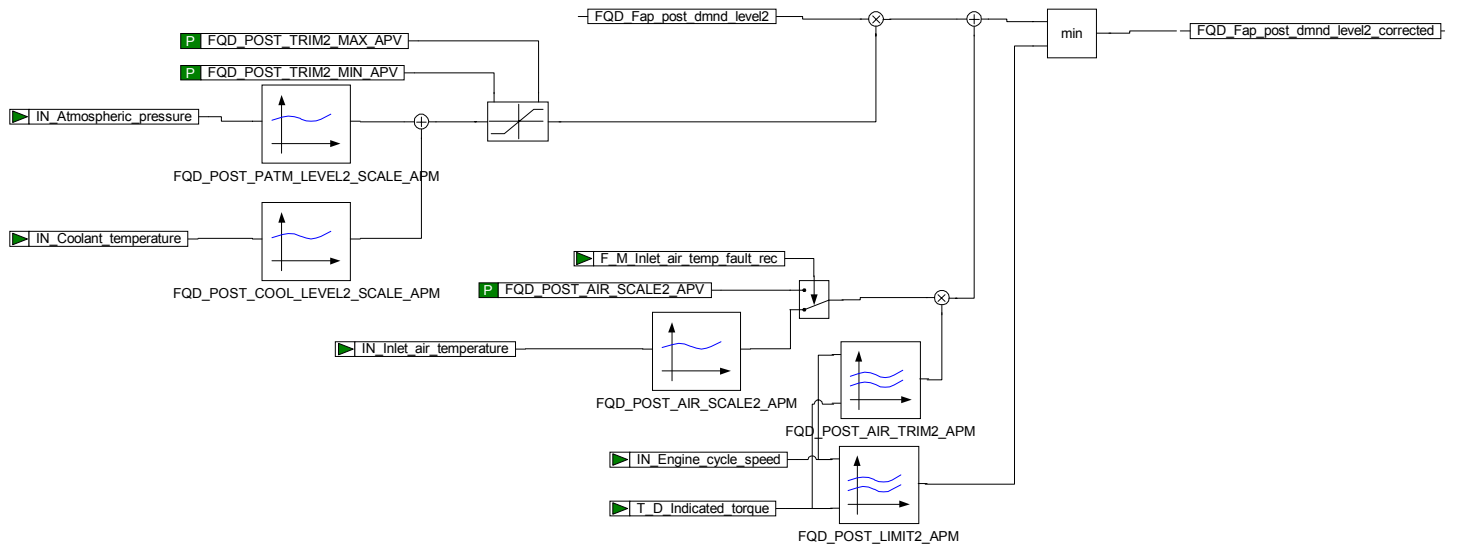 FQD_Fap_post_dmnd_level2
min
FQD_Fap_post_dmnd_level2_corrected
P FQD_POST_TRIM2_MAX_APV
P FQD_POST_TRIM2_MIN_APV
IN_Atmospheric_pressure
FQD_POST_PATM_LEVEL2_SCALE_APM
IN_Coolant_temperature
FQD_POST_COOL_LEVEL2_SCALE_APM
F_M_Inlet_air_temp_fault_rec
P FQD_POST_AIR_SCALE2_APV
IN_Inlet_air_temperature
FQD_POST_AIR_SCALE2_APM
FQD_POST_AIR_TRIM2_APM
IN_Engine_cycle_speed
T_D_Indicated_torque
FQD_POST_LIMIT2_APM